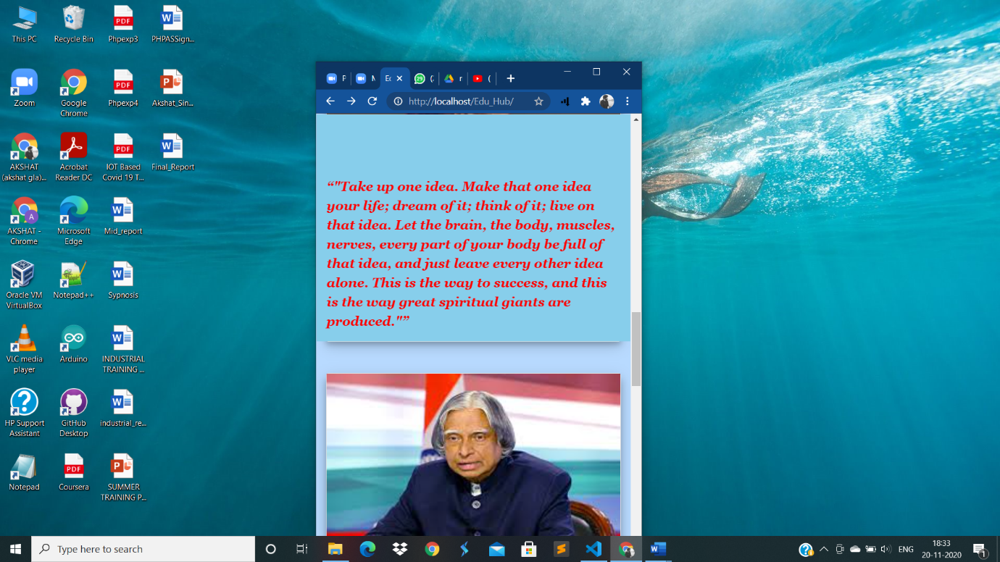 This PC
Recycle Bin
Phpexp3
PHPASSign...
Zoom
Google
Chrome
Phpexp4
Akshat_Sin...
AKSHAT
(akshat gla)...
Acrobat
Reader DC
IOT Based
Covid 19 T...
Final_Report
AKSHAT -
Chrome
Microsoft
Edge
Mid_report
Oracle VM
VirtualBox
Notepad++
Sypnosis
VLC media
player
Arduino
INDUSTRIAL
TRAINING ...
HP Support
Assistant
GitHub
Desktop
industrial_re...
Notepad
Coursera
SUMMER
TRAINING P...
http://localhost/Edu_Hub/
“"Take up one idea. Make that one idea
your life; dream of it; think of it; live on
that idea. Let the brain, the body, muscles,
nerves, every part of your body be full of
that idea, and just leave every other idea
alone. This is the way to success, and this
is the way great spiritual giants are
produced."”
Type here to search
ENG
18:33
20-11-2020